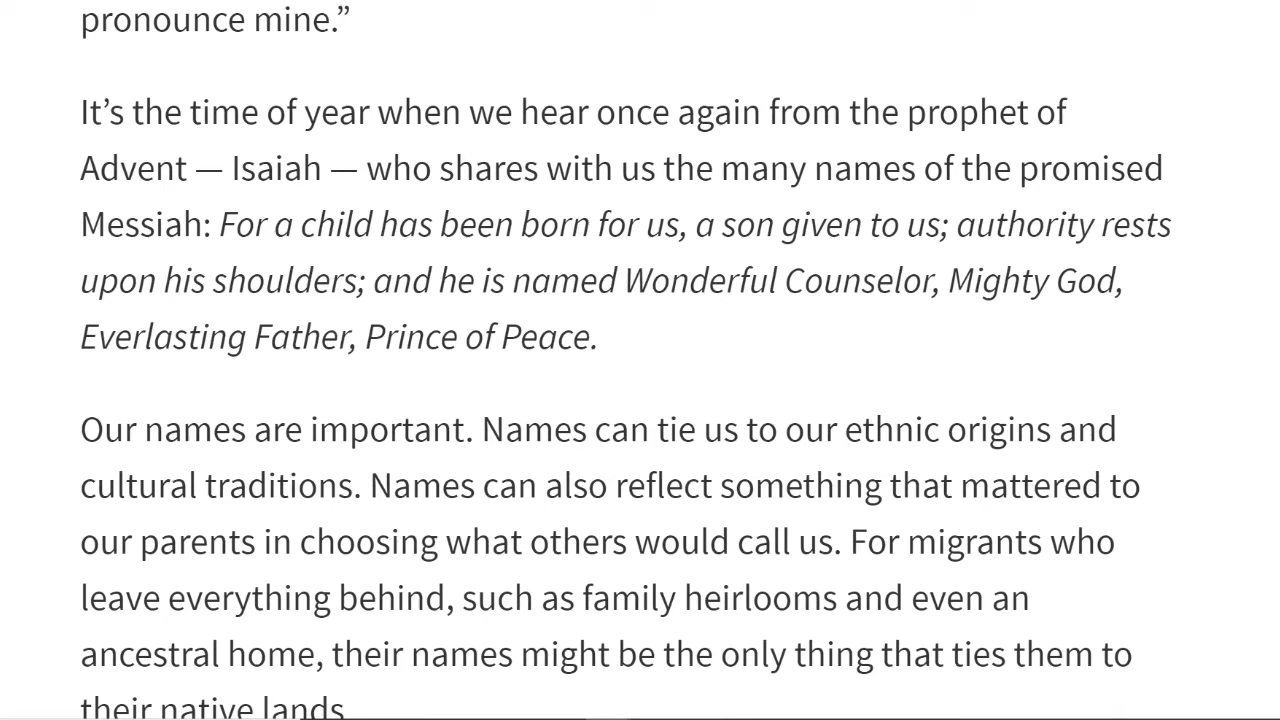 pronounce mine.”
It’s the time of year when we hear once again from the prophet of
Advent — Isaiah — who shares with us the many names of the promised
Messiah: For a child has been born for us, a son given to us; authority rests
upon his shoulders; and he is named Wonderful Counselor, Mighty God,
Everlasting Father, Prince of Peace.
Our names are important. Names can tie us to our ethnic origins and
cultural traditions. Names can also reflect something that mattered to
our parents in choosing what others would call us. For migrants who
leave everything behind, such as family heirlooms and even an
ancestral home, their names might be the only thing that ties them to
their native lands.